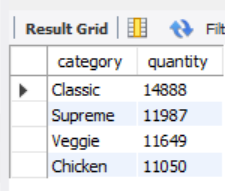 Result Grid Filt
category quantity
Classic 14888
Supreme 11987
Veggie 11649
Chicken 11050